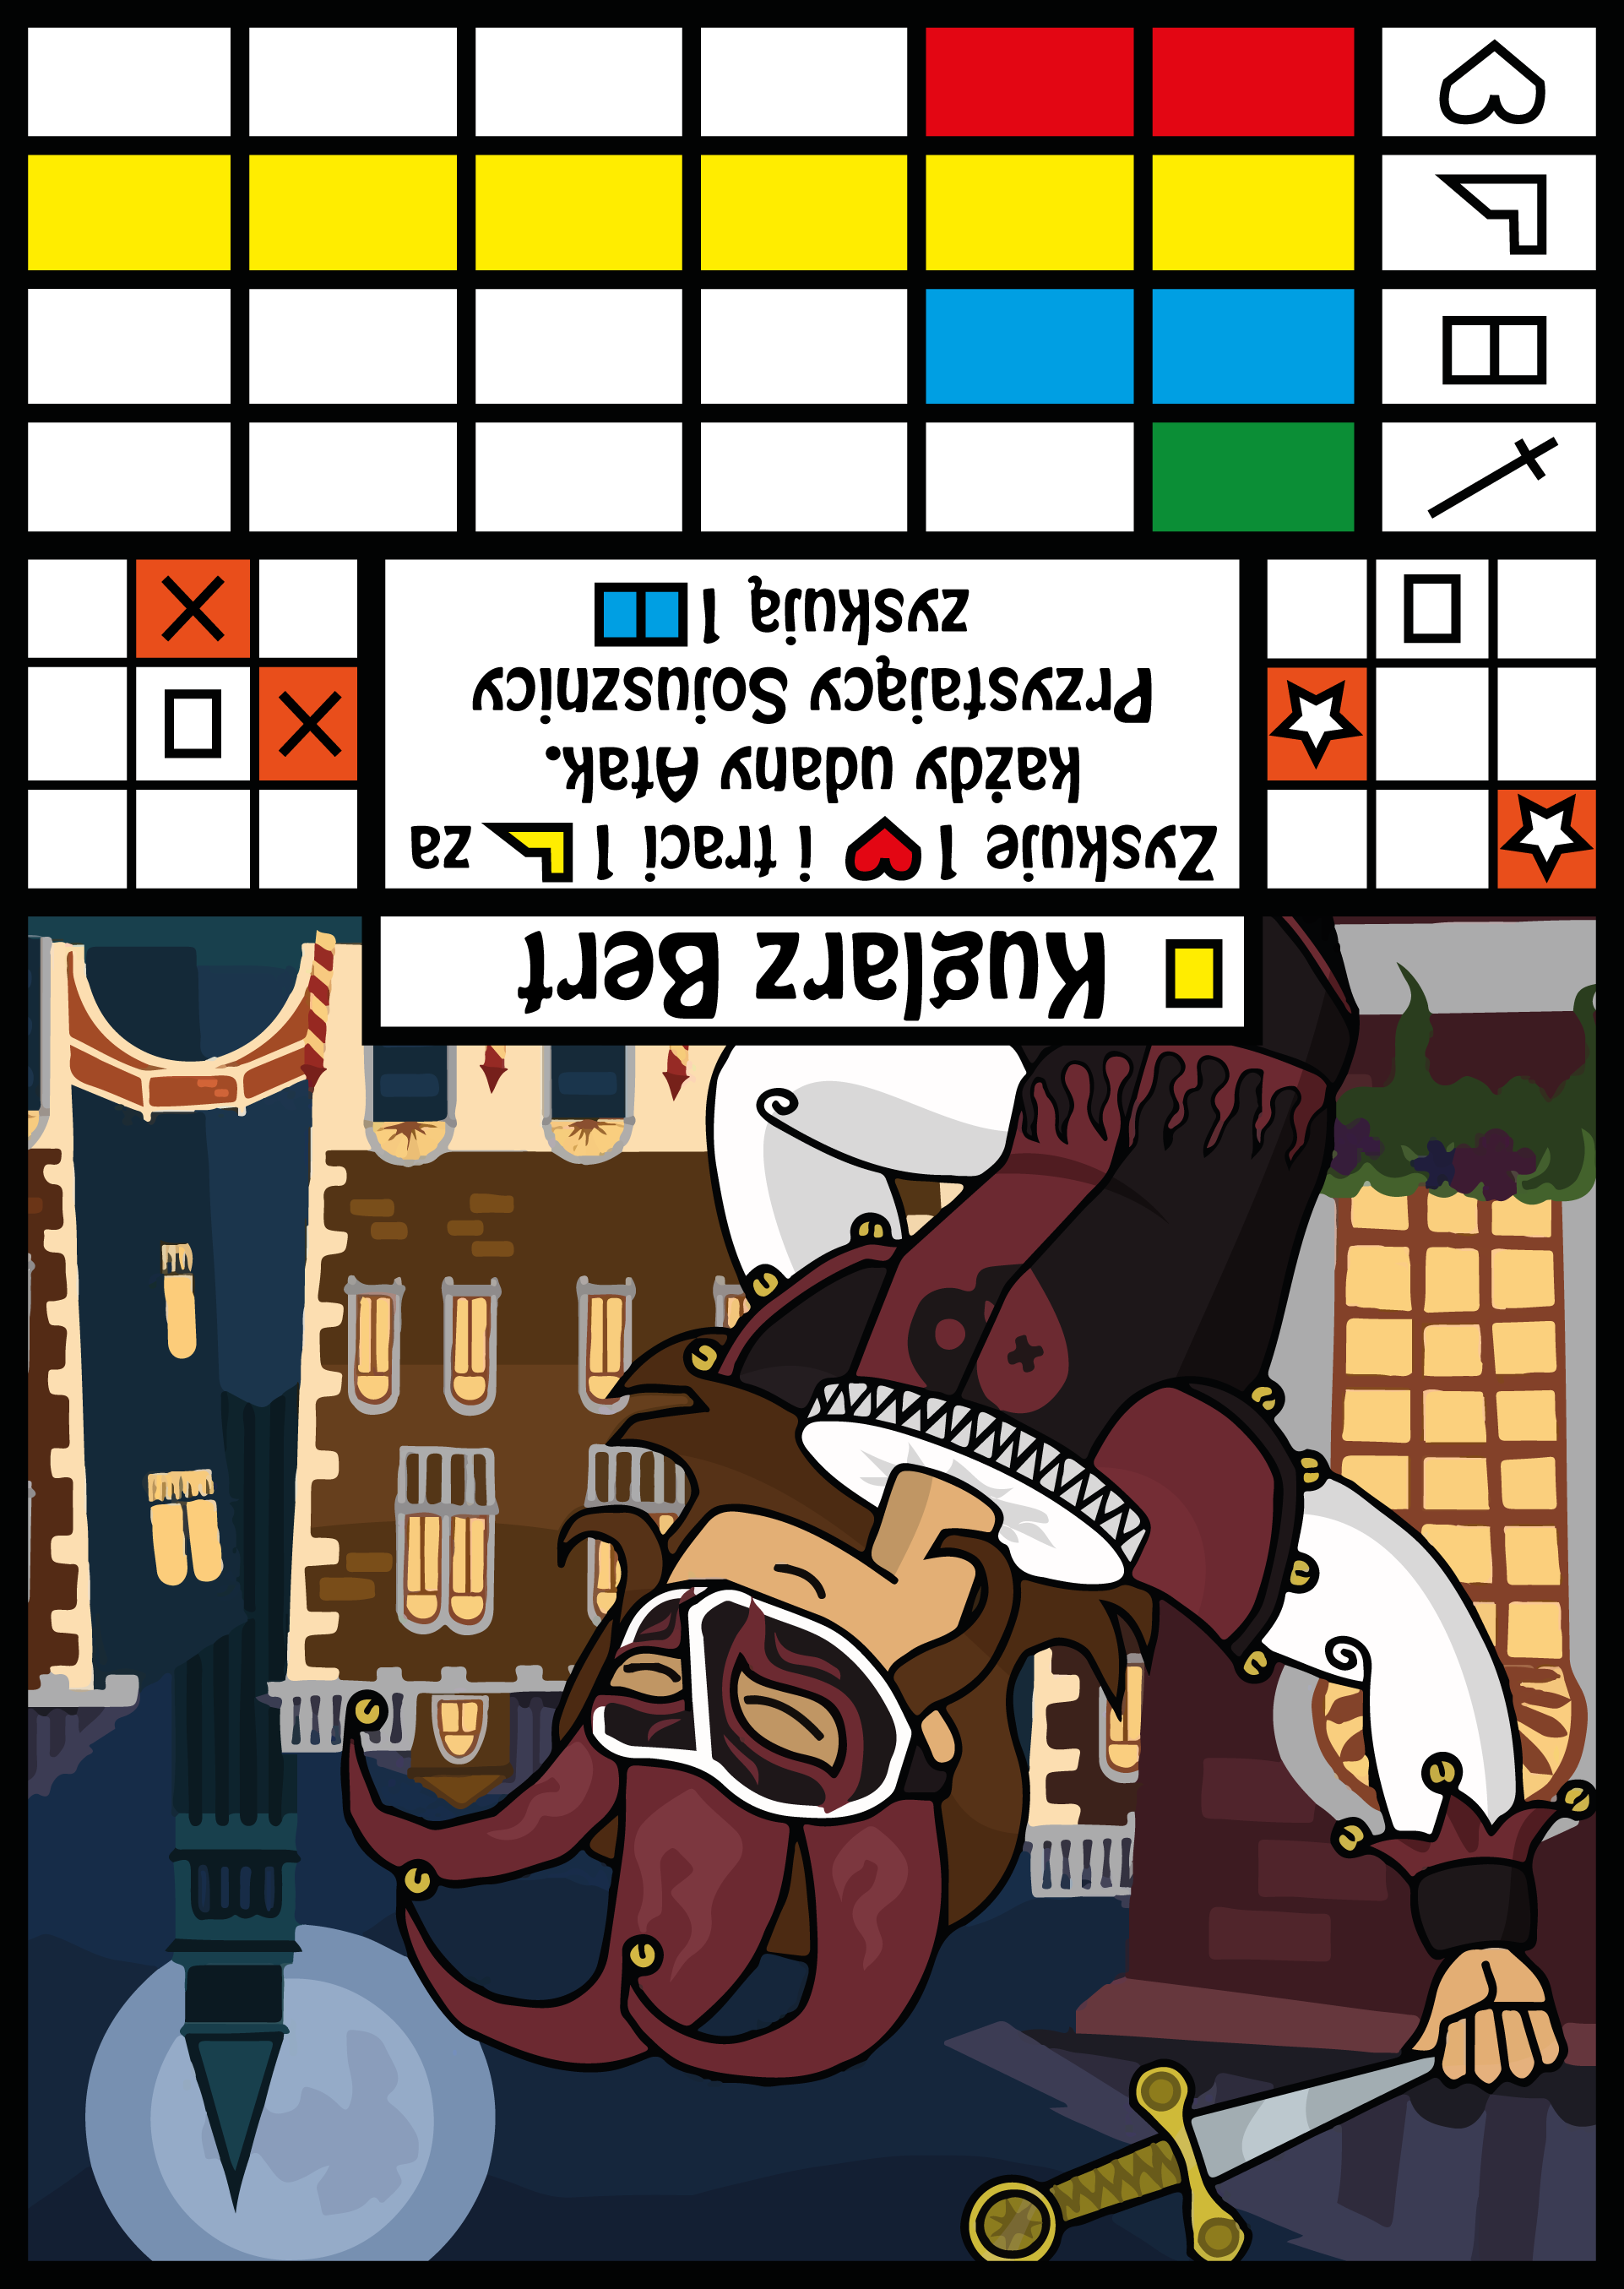 Kuglarz Bert
Zyskuje 1 i traci 1 za
każdy udany Atak.
Przystający Sojusznicy
zyskują 1